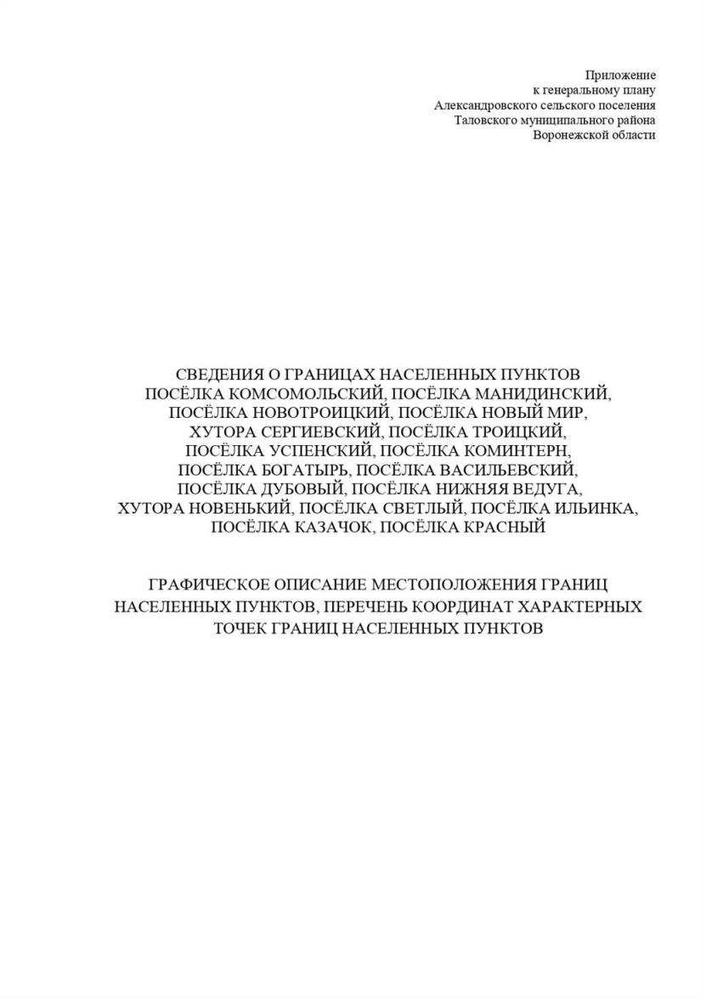 Приложение
к генеральному плану
Александровского сельского поселения
Таловского муниципального района
Воронежской области
СВЕДЕНИЯ О ГРАНИЦАХ НАСЕЛЕННЫХ ПУНКТОВ
ПОСЁЛКА КОМСОМОЛЬСКИЙ, ПОСЁЛКА МАНИДИНСКИЙ,
ПОСЁЛКА НОВОТРОИЦКИЙ, ПОСЁЛКА НОВЫЙ МИР,
ХУТОРА СЕРГИЕВСКИЙ, ПОСЁЛКА ТРОИЦКИЙ,
ПОСЁЛКА УСПЕНСКИЙ, ПОСЁЛКА КОМИНТЕРН,
ПОСЁЛКА БОГАТЫРЬ, ПОСЁЛКА ВАСИЛЬЕВСКИЙ,
ПОСЁЛКА ДУБОВЫЙ, ПОСЁЛКА НИЖНЯЯ ВЕДУГА,
ХУТОРА НОВЕНЬКИЙ, ПОСЁЛКА СВЕТЛЫЙ, ПОСЁЛКА ИЛЬИНКА,
ПОСЁЛКА КАЗАЧОК, ПОСЁЛКА КРАСНЫЙ
ГРАФИЧЕСКОЕ ОПИСАНИЕ МЕСТОПОЛОЖЕНИЯ ГРАНИЦ
НАСЕЛЕННЫХ ПУНКТОВ, ПЕРЕЧЕНЬ КООРДИНАТ ХАРАКТЕРНЫХ
ТОЧЕК ГРАНИЦ НАСЕЛЕННЫХ ПУНКТОВ